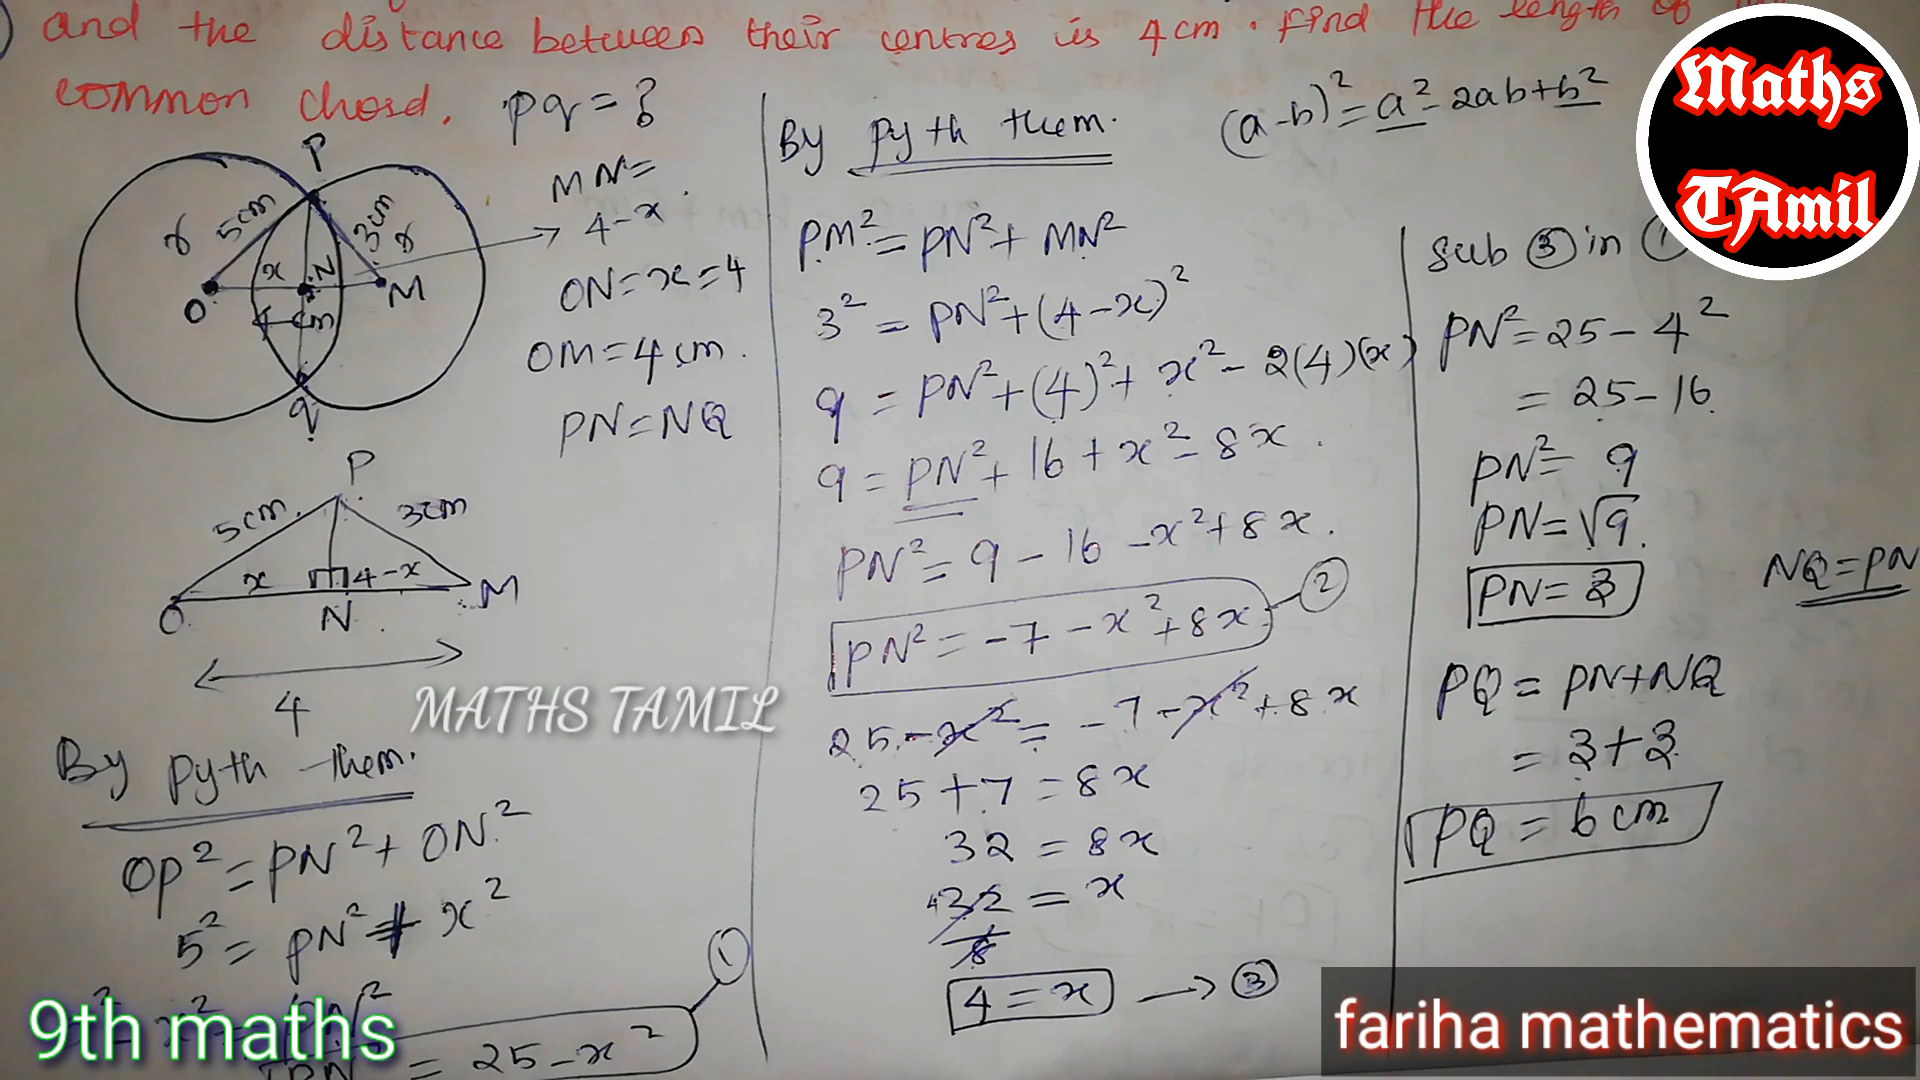 and the distance between their centres is 4cm. Find the length of
common chord. pq = ?
P
MN =
4-x
5cm
3cm
x
N
O
M
4cm
q
ON = x = 4
OM = 4cm.
PN = NQ
P
5cm.
3cm
x
4-x
O
N
M
4
MATHS TAMIL
By pyth them.
OP² = PN² + ON²
5² = PN² + x²
= 25 - x²
①
By pyth them.
(a-b)² = a² - 2ab + b²
PM² = PN² + MN²
3² = PN² + (4-x)²
9 = PN² + (4)² + x² - 2(4)(x)
9 = PN² + 16 + x² - 8x.
PN² = 9 - 16 - x² + 8x.
PN² = -7 - x² + 8x. ②
25 - x² = -7 - x² + 8x
25 + 7 = 8x
32 = 8x
32/8 = x
4
4 = x → ③
Sub ③ in
PN² = 25 - 4²
= 25 - 16.
PN² = 9
PN = √9.
PN = 3
NQ = PN
PQ = PN + NQ
= 3 + 3
PQ = 6cm
Maths
TAmil
9th maths
fariha mathematics